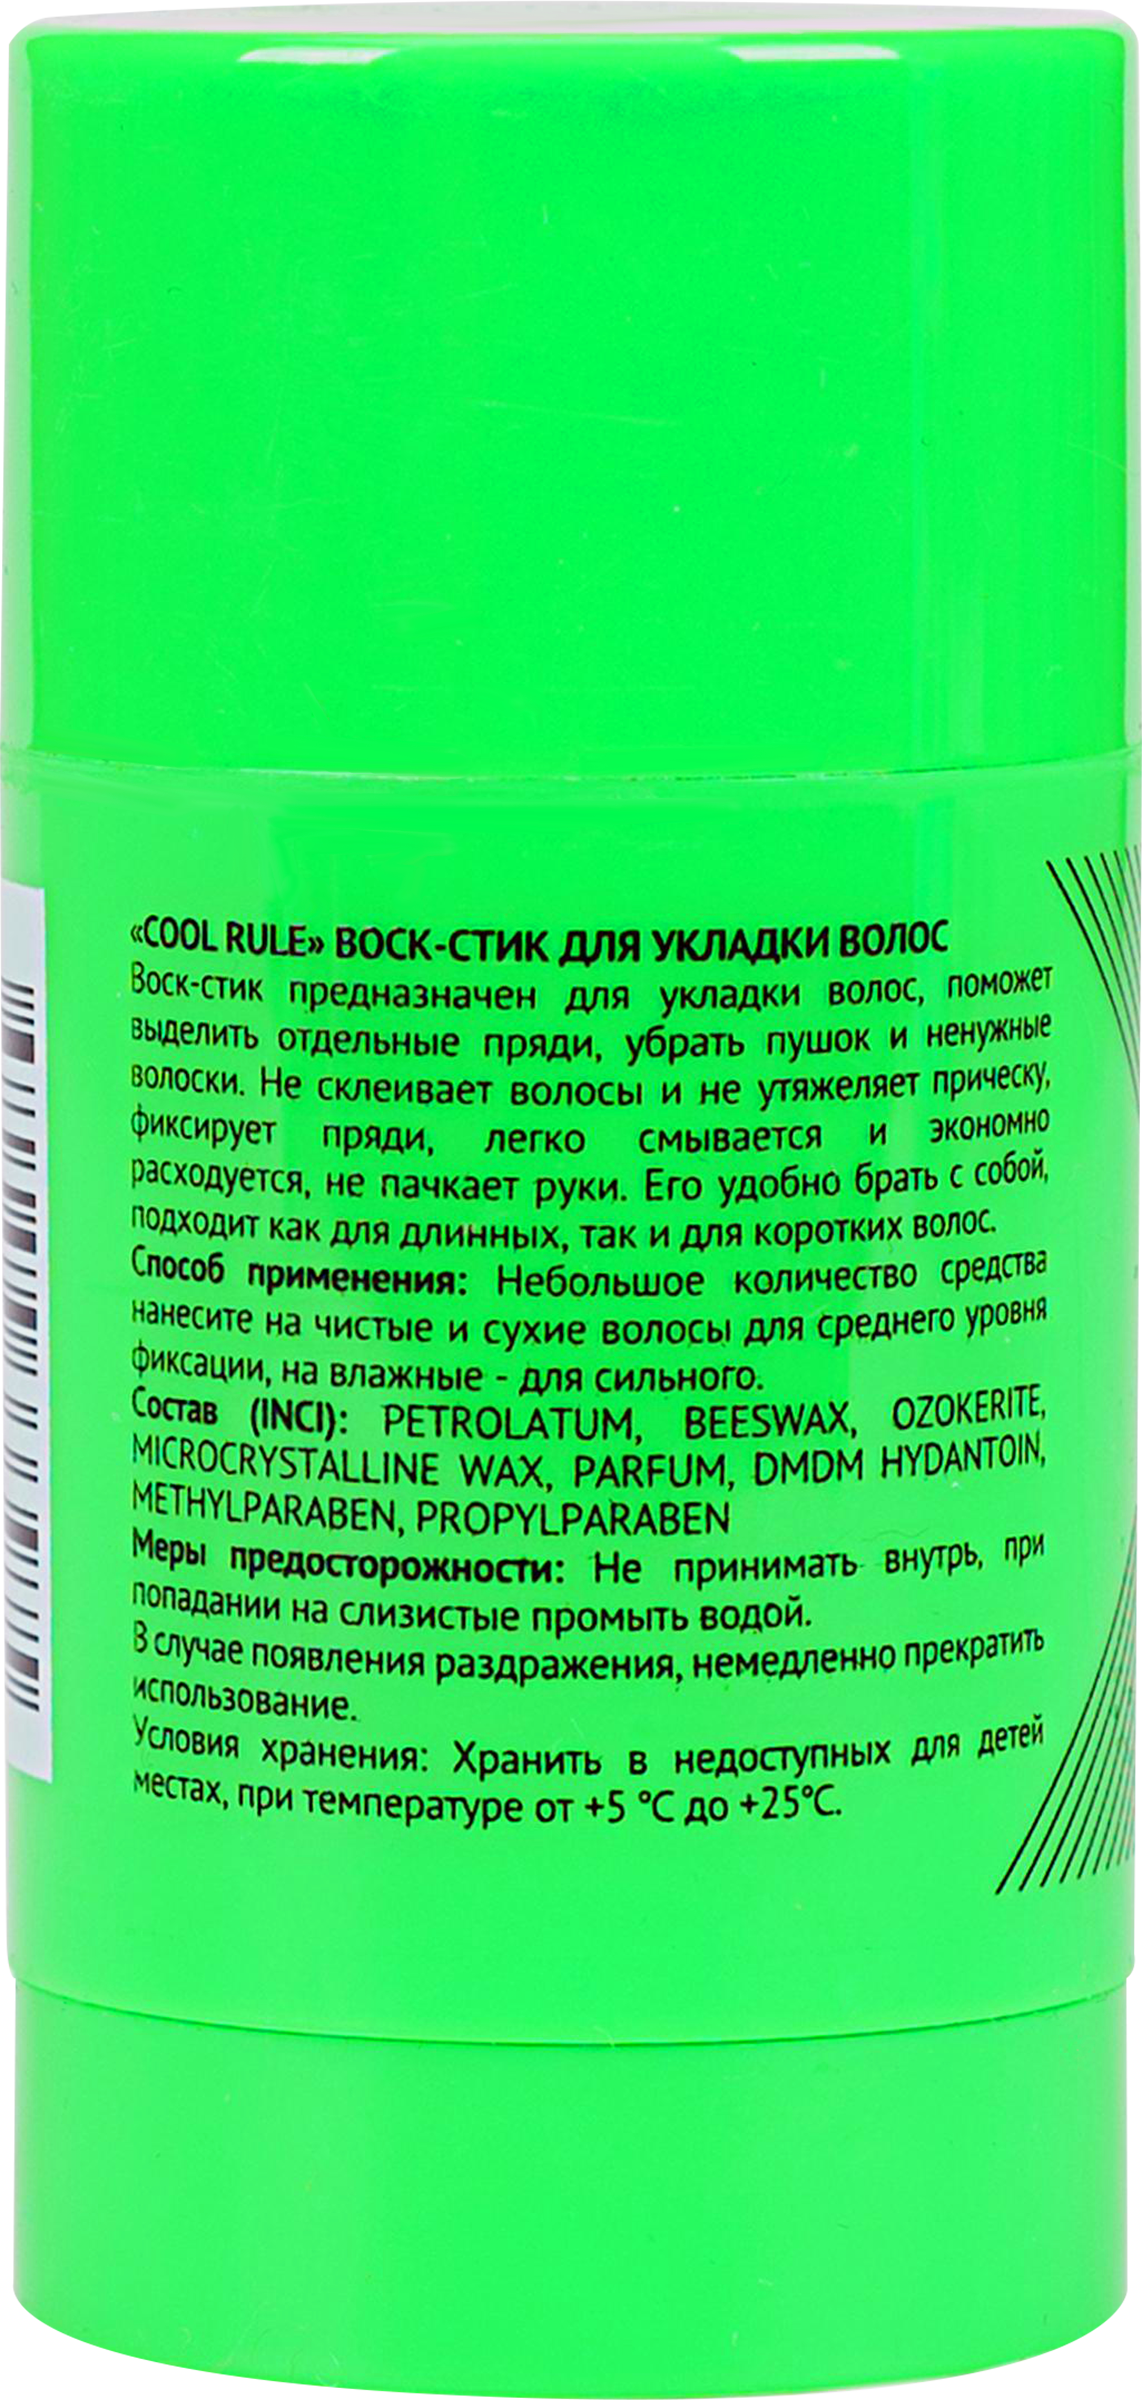 «COOL RULE» ВОСК-СТИК ДЛЯ УКЛАДКИ ВОЛОС
Воск-стик предназначен для укладки волос, поможет
выделить отдельные пряди, убрать пушок и ненужные
волоски. Не склеивает волосы и не утяжеляет прическу,
фиксирует пряди, легко смывается и экономно
расходуется, не пачкает руки. Его удобно брать с собой,
подходит как для длинных, так и для коротких волос.
Способ применения: Небольшое количество средства
нанесите на чистые и сухие волосы для среднего уровня
фиксации, на влажные - для сильного.
Состав (INCI): PETROLATUM, BEESWAX, OZOKERITE,
MICROCRYSTALLINE WAX, PARFUM, DMDM HYDANTOIN,
METHYLPARABEN, PROPYLPARABEN
Меры предосторожности: Не принимать внутрь, при
попадании на слизистые промыть водой.
В случае появления раздражения, немедленно прекратить
использование.
Условия хранения: Хранить в недоступных для детей
местах, при температуре от +5 °C до +25°C.